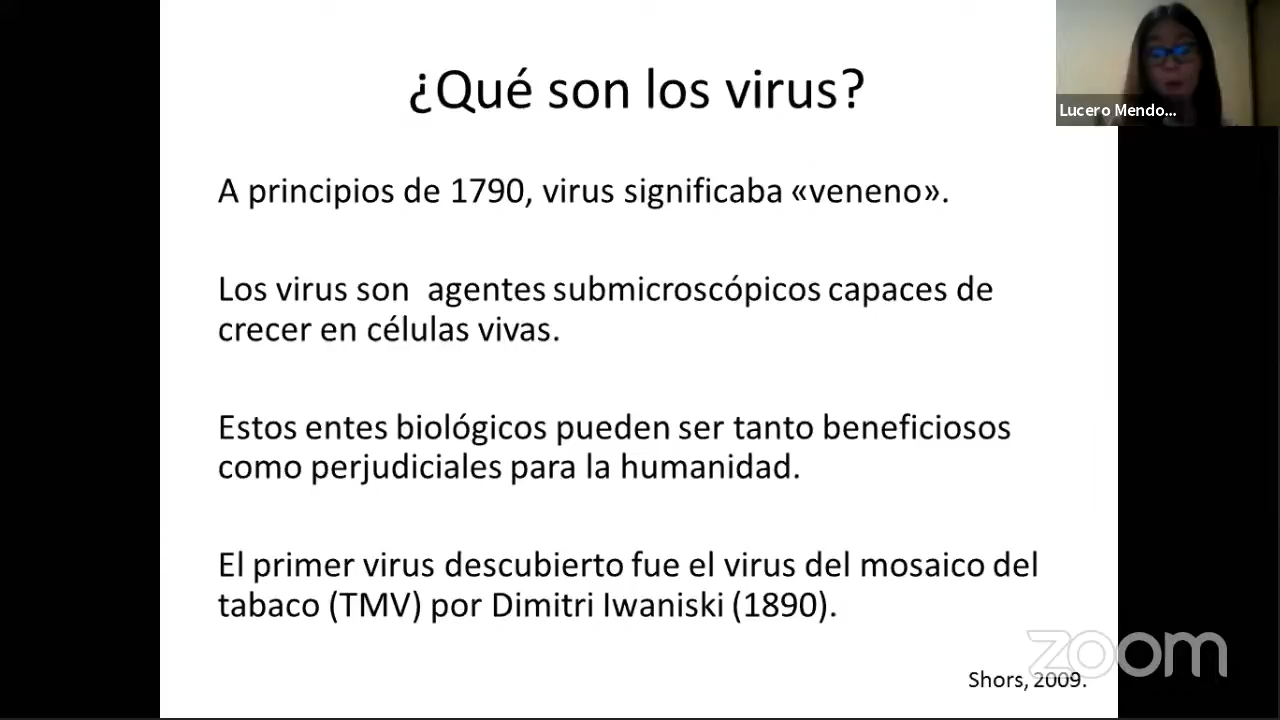 ¿Qué son los virus?
Lucero Mendo...
A principios de 1790, virus significaba «veneno».
Los virus son agentes submicroscópicos capaces de
crecer en células vivas.
Estos entes biológicos pueden ser tanto beneficiosos
como perjudiciales para la humanidad.
El primer virus descubierto fue el virus del mosaico del
tabaco (TMV) por Dimitri Iwaniski (1890).
zoom
Shors, 2009.